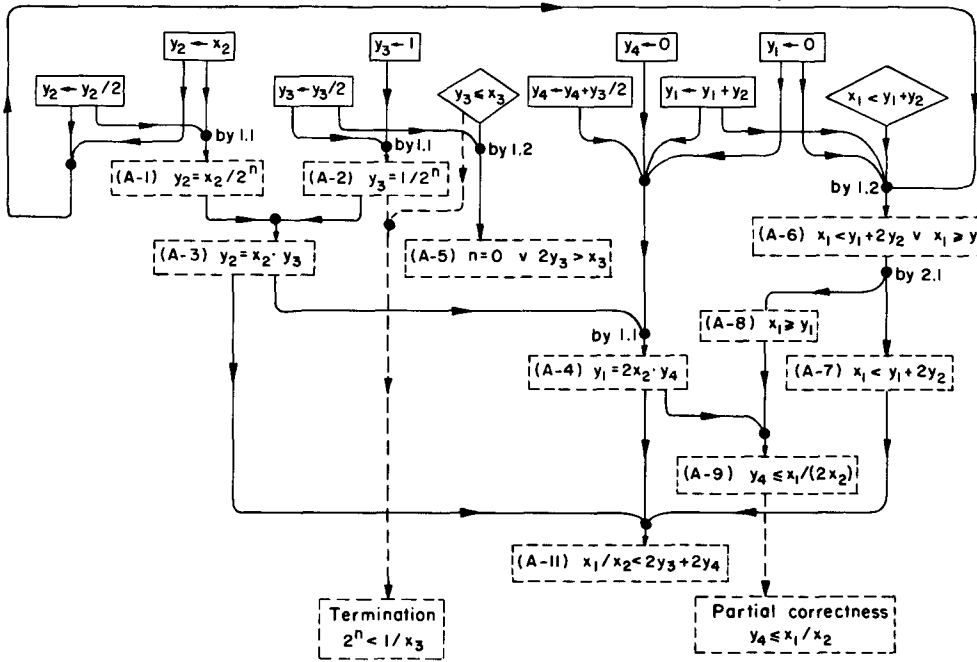 y₂ ← x₂
y₃ ← 1
y₄ ← 0
y₁ ← 0
y₂ ← y₂/2
y₃ ← y₃/2
y₃ ≤ x₃
y₄ ← y₄+y₃/2
y₁ ← y₁+y₂
x₁ < y₁+y₂
by 1.1
by 1.1
by 1.2
by 1.2
(A-1) y₂=x₂/2ⁿ
(A-2) y₃=1/2ⁿ
(A-3) y₂=x₂·y₃
(A-5) n=0 v 2y₃>x₃
(A-6) x₁<y₁+2y₂ v x₁≥y
by 2.1
(A-8) x₁≥y₁
by 1.1
(A-4) y₁=2x₂·y₄
(A-7) x₁<y₁+2y₂
(A-9) y₄≤x₁/(2x₂)
(A-11) x₁/x₂<2y₃+2y₄
Termination
2ⁿ<1/x₃
Partial correctness
y₄≤x₁/x₂